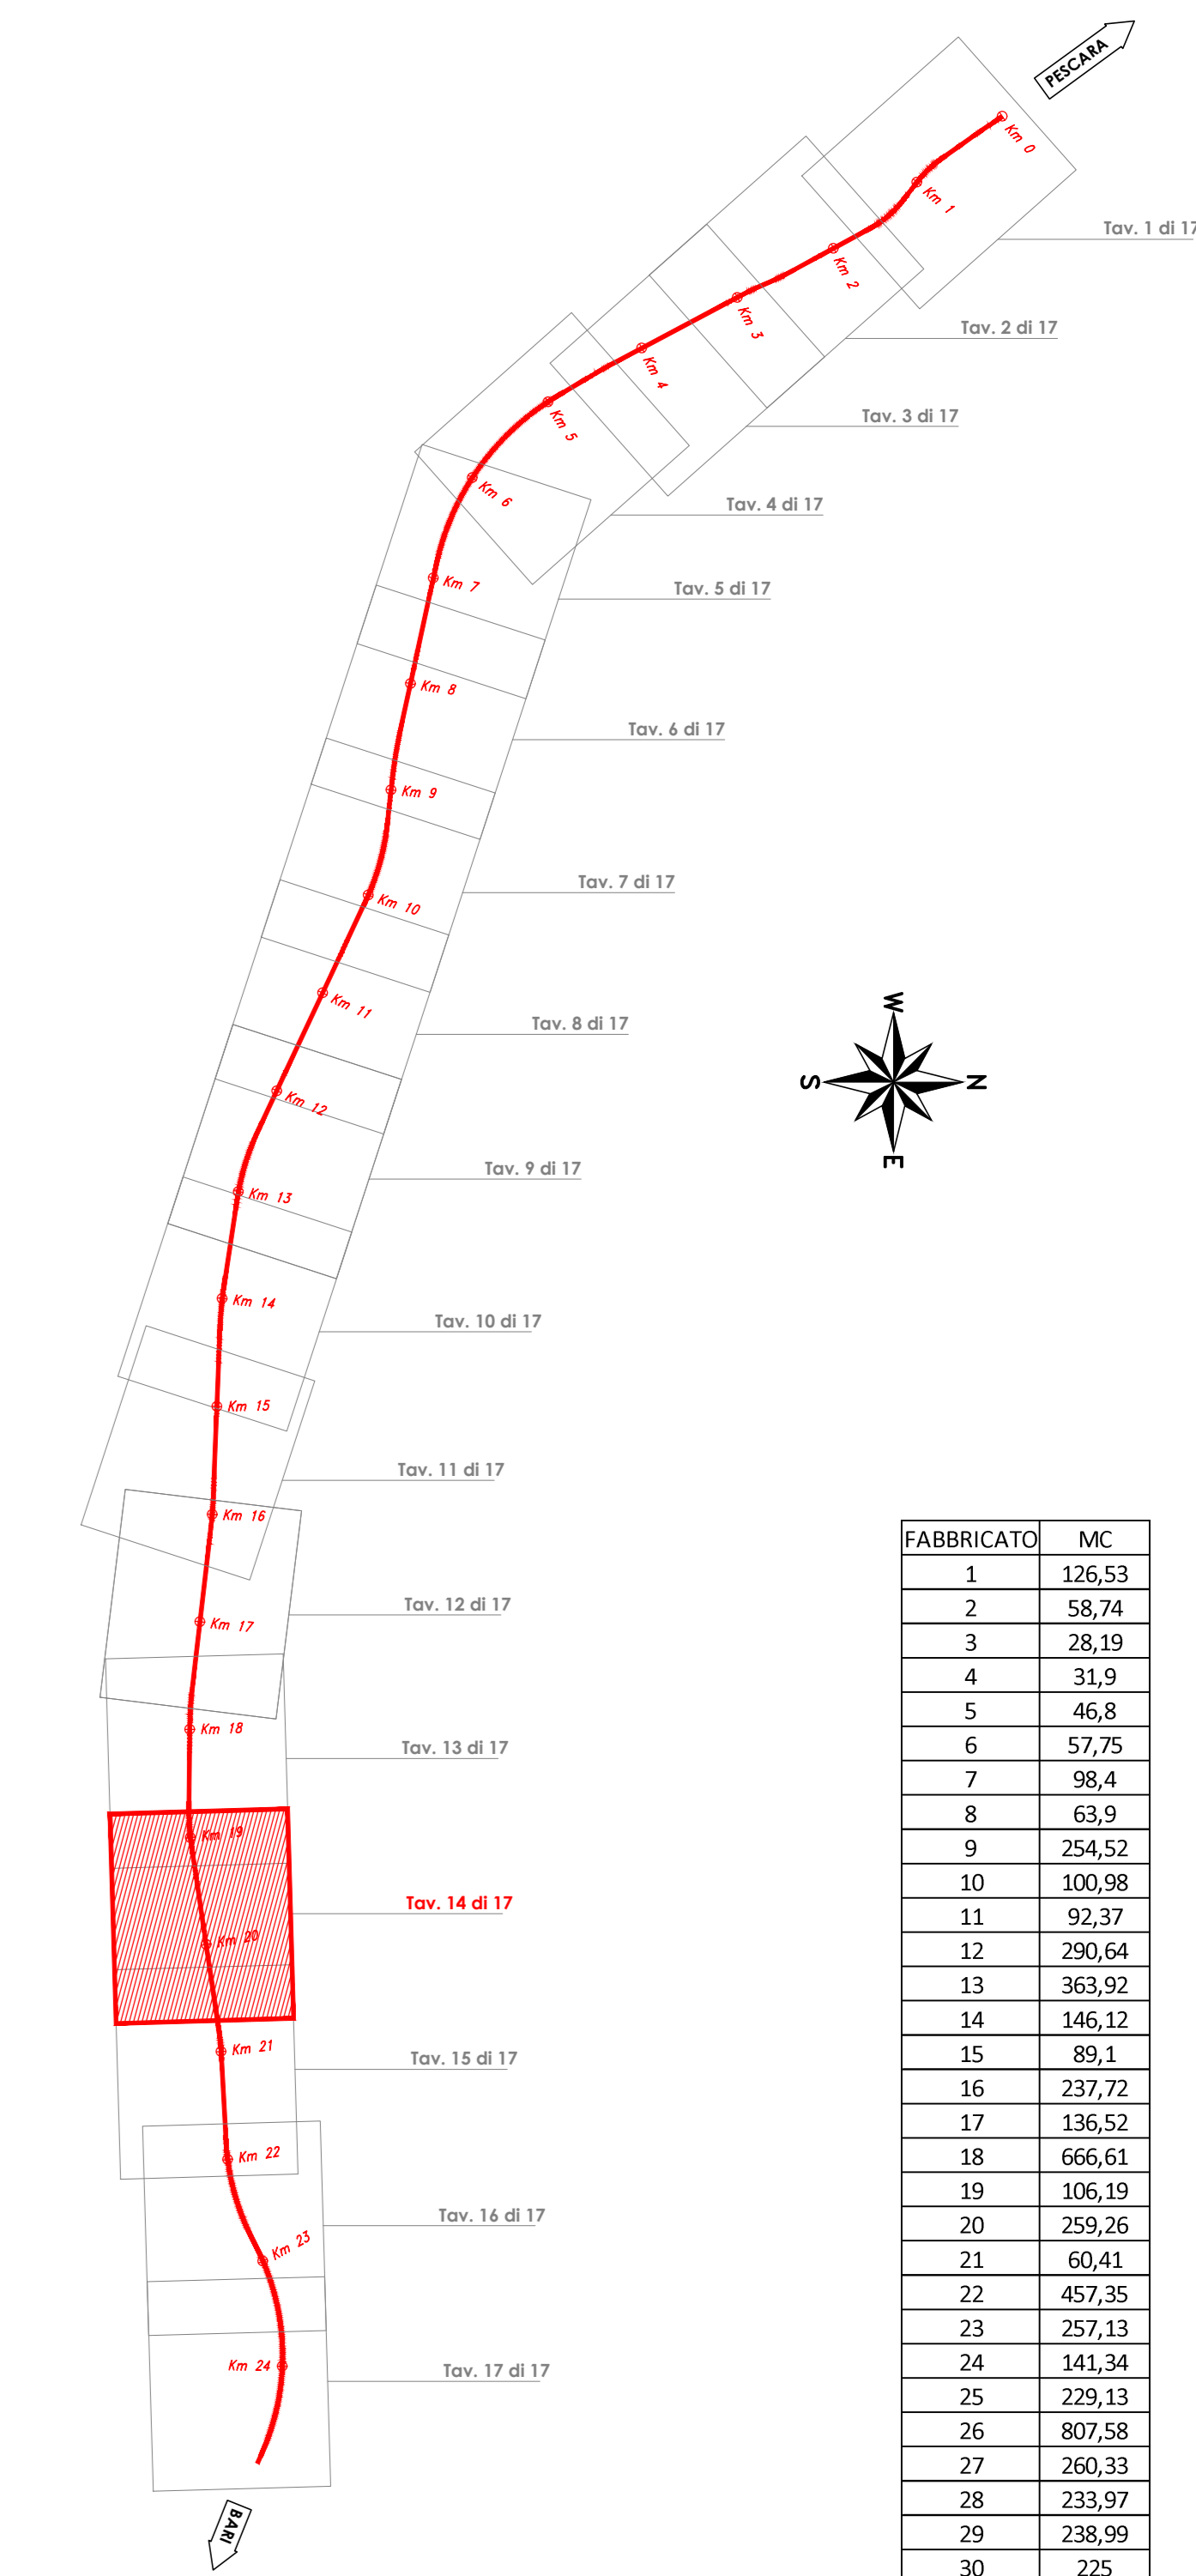 PESCARA
Km 0
Km 1
Tav. 1 di 17
Km 2
Km 3
Tav. 2 di 17
Km 4
Km 5
Tav. 3 di 17
Km 6
Tav. 4 di 17
Km 7
Tav. 5 di 17
Km 8
Tav. 6 di 17
Km 9
Tav. 7 di 17
Km 10
Km 11
W
Tav. 8 di 17
S
N
Km 12
E
Tav. 9 di 17
Km 13
Km 14
Tav. 10 di 17
Km 15
Tav. 11 di 17
Km 16
Tav. 12 di 17
Km 17
Km 18
Tav. 13 di 17
Km 19
Tav. 14 di 17
Km 20
Km 21
Tav. 15 di 17
Km 22
Tav. 16 di 17
Km 23
Km 24
Tav. 17 di 17
BARI
FABBRICATO MC
1 126,53
2 58,74
3 28,19
4 31,9
5 46,8
6 57,75
7 98,4
8 63,9
9 254,52
10 100,98
11 92,37
12 290,64
13 363,92
14 146,12
15 89,1
16 237,72
17 136,52
18 666,61
19 106,19
20 259,26
21 60,41
22 457,35
23 257,13
24 141,34
25 229,13
26 807,58
27 260,33
28 233,97
29 238,99
30 225